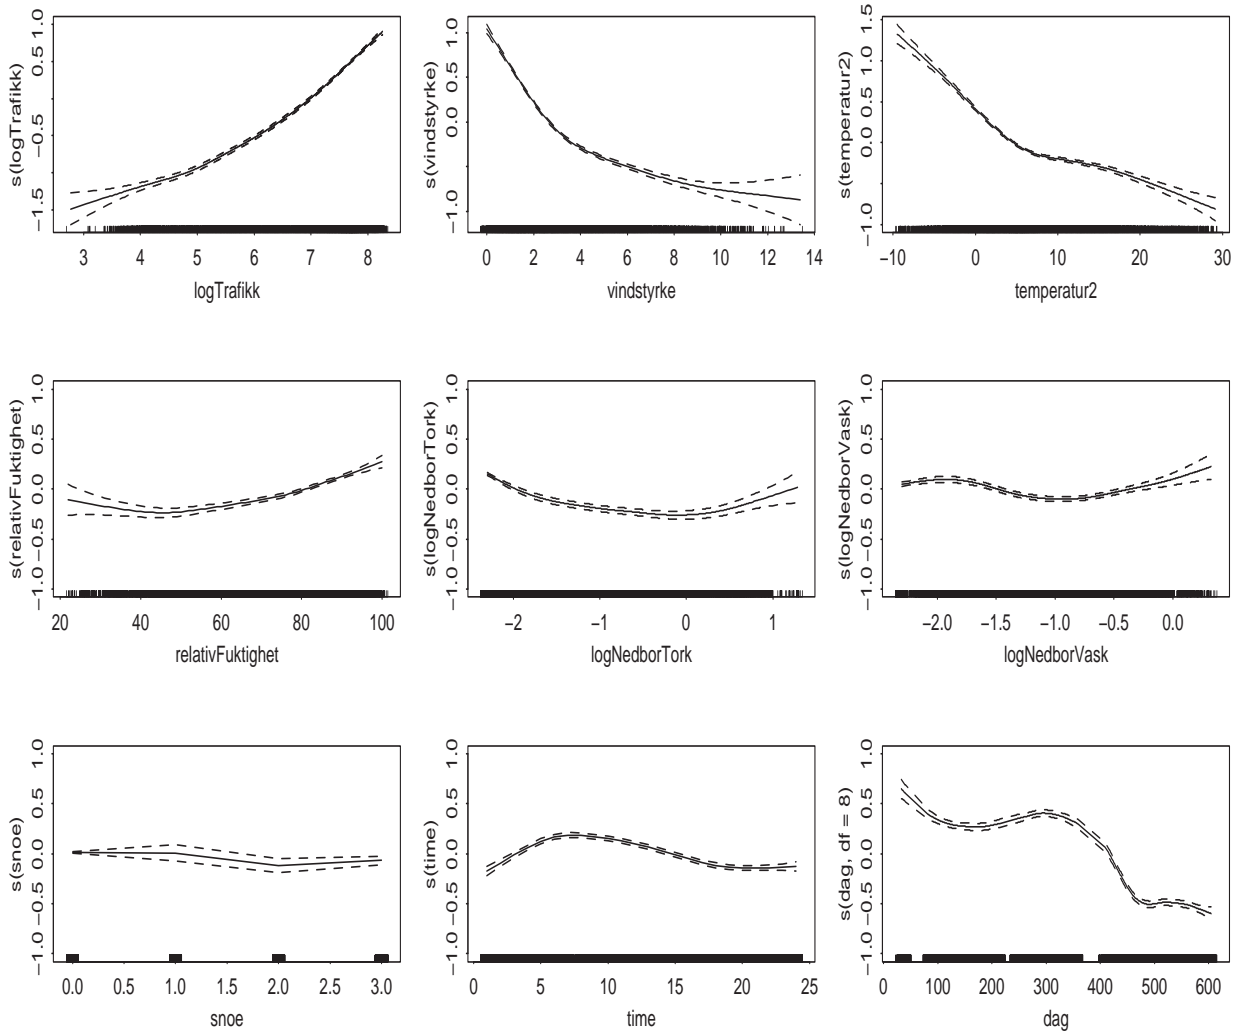 s(logTrafikk)
−1.5 −0.5 0.5 1.0
3 4 5 6 7 8
logTrafikk
s(vindstyrke)
−1.0 0.0 0.5 1.0
0 2 4 6 8 10 12 14
vindstyrke
s(temperatur2)
−1.0 0.0 0.5 1.0 1.5
−10 0 10 20 30
temperatur2
s(relativFuktighet)
−1.0 −0.5 0.0 0.5 1.0
20 40 60 80 100
relativFuktighet
s(logNedborTork)
−1.0 −0.5 0.0 0.5 1.0
−2 −1 0 1
logNedborTork
s(logNedborVask)
−1.0 −0.5 0.0 0.5 1.0
−2.0 −1.5 −1.0 −0.5 0.0
logNedborVask
s(snoe)
−1.0 −0.5 0.0 0.5 1.0
0.0 0.5 1.0 1.5 2.0 2.5 3.0
snoe
s(time)
−1.0 −0.5 0.0 0.5 1.0
0 5 10 15 20 25
time
s(dag, df = 8)
−1.0 −0.5 0.0 0.5 1.0
0 100 200 300 400 500 600
dag